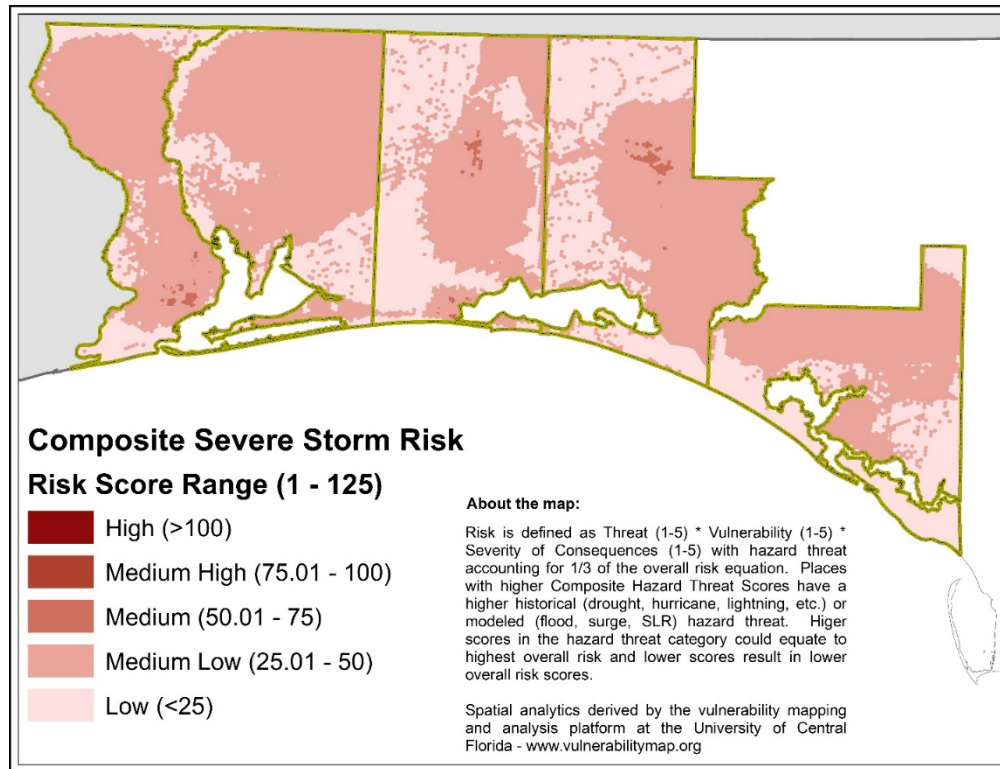 Composite Severe Storm Risk
Risk Score Range (1 - 125)
High (>100)
Medium High (75.01 - 100)
Medium (50.01 - 75)
Medium Low (25.01 - 50)
Low (<25)
About the map:
Risk is defined as Threat (1-5) * Vulnerability (1-5) *
Severity of Consequences (1-5) with hazard threat
accounting for 1/3 of the overall risk equation. Places
with higher Composite Hazard Threat Scores have a
higher historical (drought, hurricane, lightning, etc.) or
modeled (flood, surge, SLR) hazard threat. Higer
scores in the hazard threat category could equate to
highest overall risk and lower scores result in lower
overall risk scores.
Spatial analytics derived by the vulnerability mapping
and analysis platform at the University of Central
Florida - www.vulnerabilitymap.org